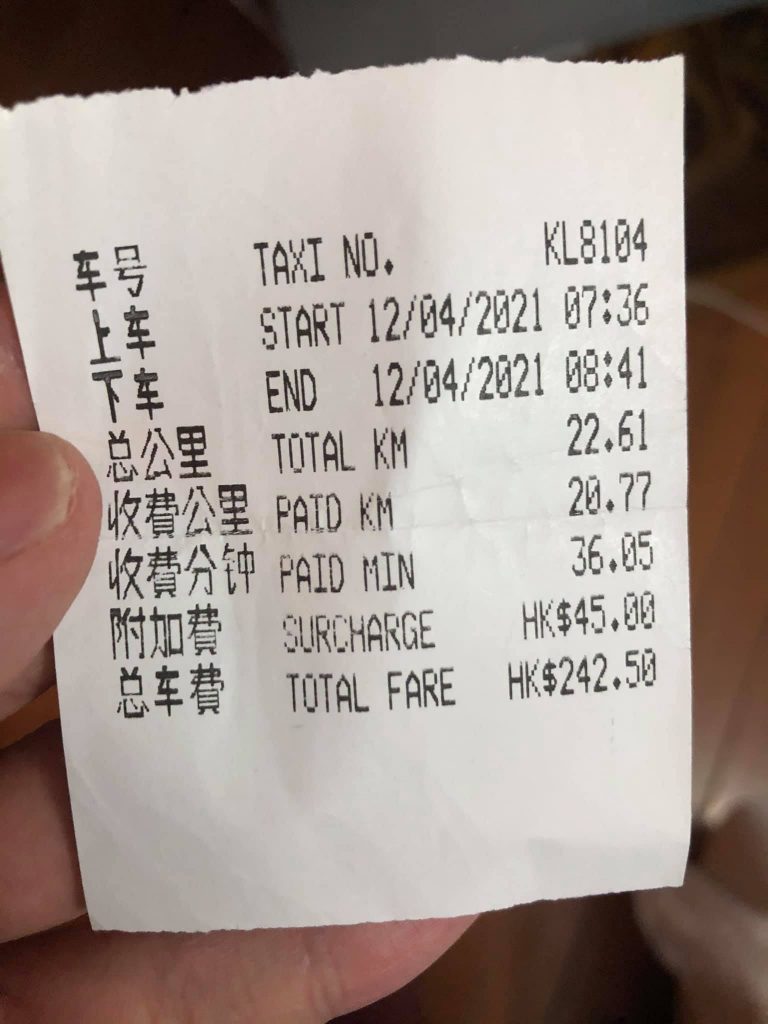 车号 TAXI NO. KL8104
上车 START 12/04/2021 07:36
下车 END 12/04/2021 08:41
总公里 TOTAL KM 22.61
收費公里 PAID KM 20.77
收費分钟 PAID MIN 36.05
附加費 SURCHARGE HK$45.00
总车費 TOTAL FARE HK$242.50